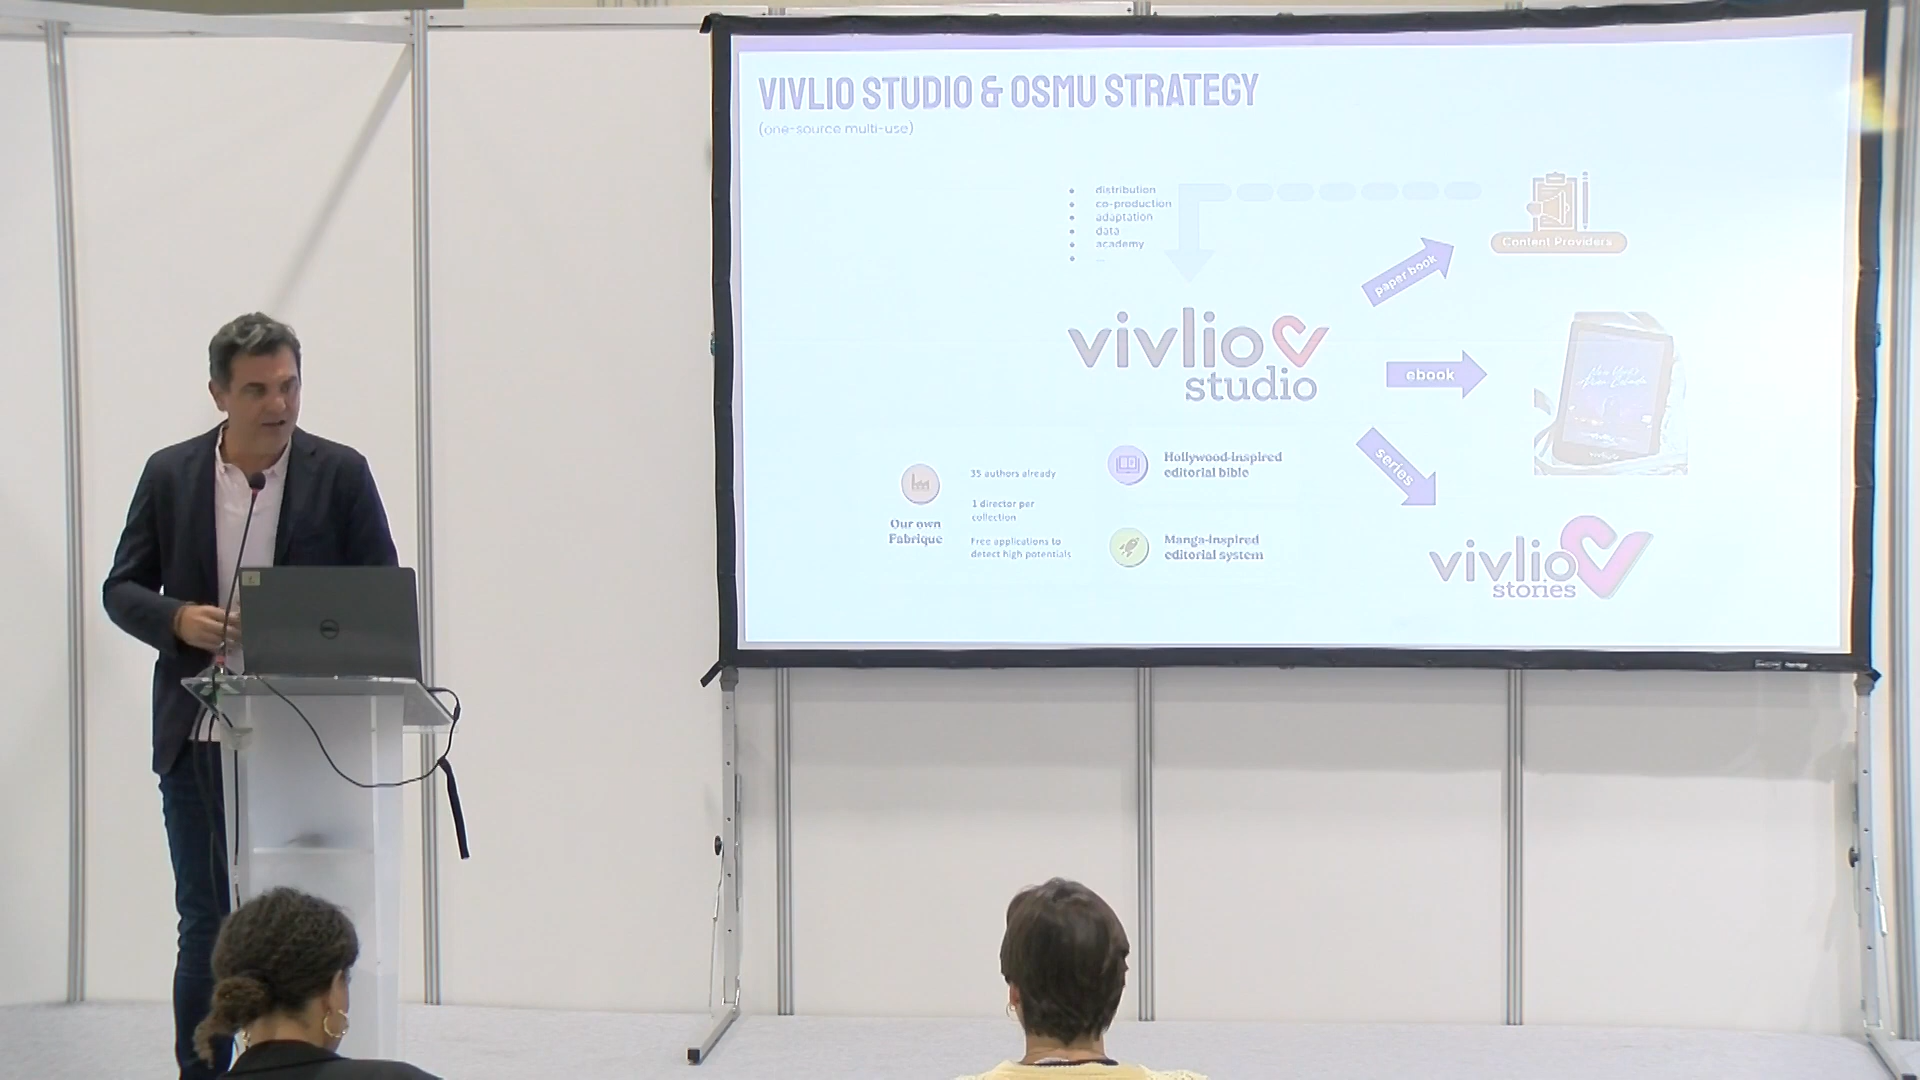 VIVLIO STUDIO & OSMU STRATEGY
(one-source multi-use)
distribution
co-production
adaptation
data
academy
...
Content Providers
paper book
vivlio
studio
ebook
series
vivlio
stories
Our own
Fabrique
35 authors already
1 director per
collection
Free applications to
detect high potentials
Hollywood-inspired
editorial bible
Manga-inspired
editorial system
DELL